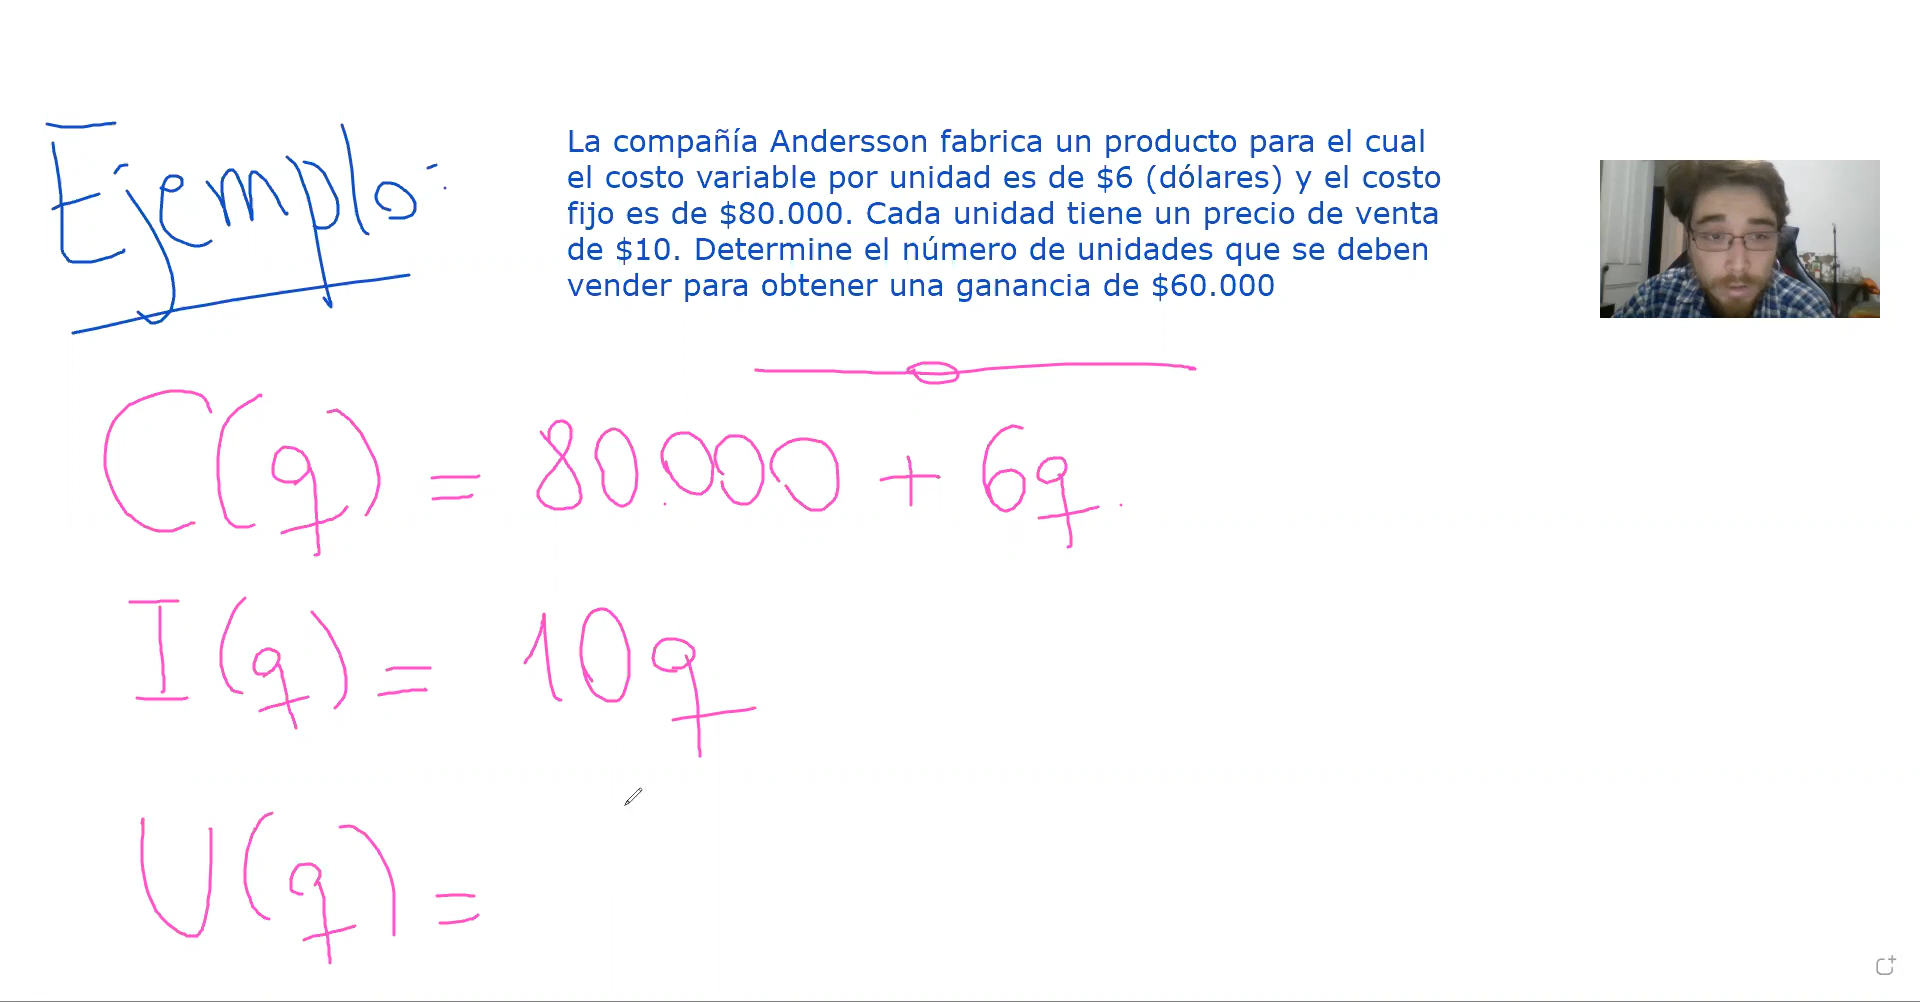 Ejemplo:
La compañía Andersson fabrica un producto para el cual
el costo variable por unidad es de $6 (dólares) y el costo
fijo es de $80.000. Cada unidad tiene un precio de venta
de $10. Determine el número de unidades que se deben
vender para obtener una ganancia de $60.000
C(q) = 80.000 + 6q.
I(q) = 10q
U(q) =